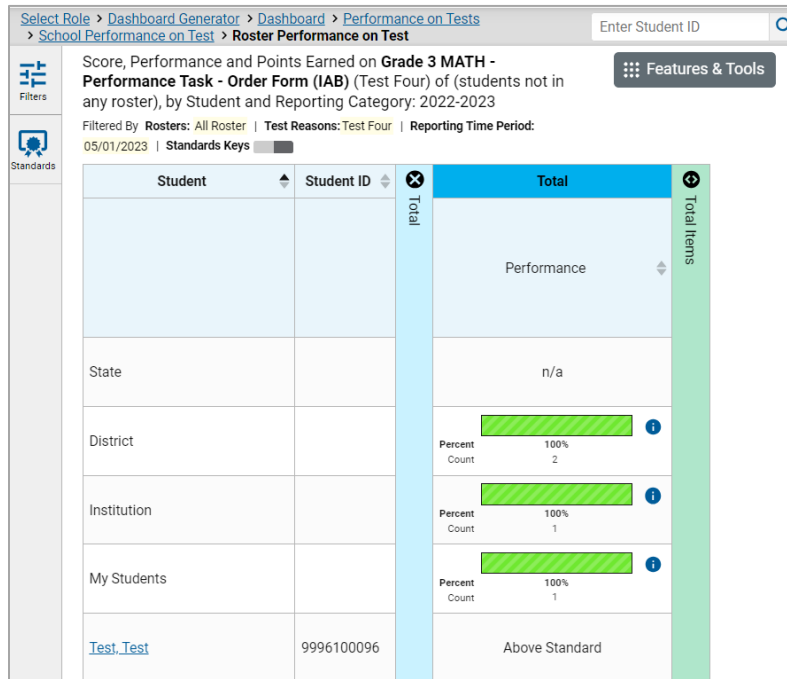 Select Role > Dashboard Generator > Dashboard > Performance on Tests
> School Performance on Test > Roster Performance on Test
Enter Student ID
Filters
Standards
Score, Performance and Points Earned on Grade 3 MATH -
Performance Task - Order Form (IAB) (Test Four) of (students not in
any roster), by Student and Reporting Category: 2022-2023
Features & Tools
Filtered By Rosters: All Roster | Test Reasons: Test Four | Reporting Time Period:
05/01/2023 | Standards Keys
Student Student ID Total Total Total Items
Performance
State n/a
District
Percent 100%
Count 2
Institution
Percent 100%
Count 1
My Students
Percent 100%
Count 1
Test, Test 9996100096 Above Standard